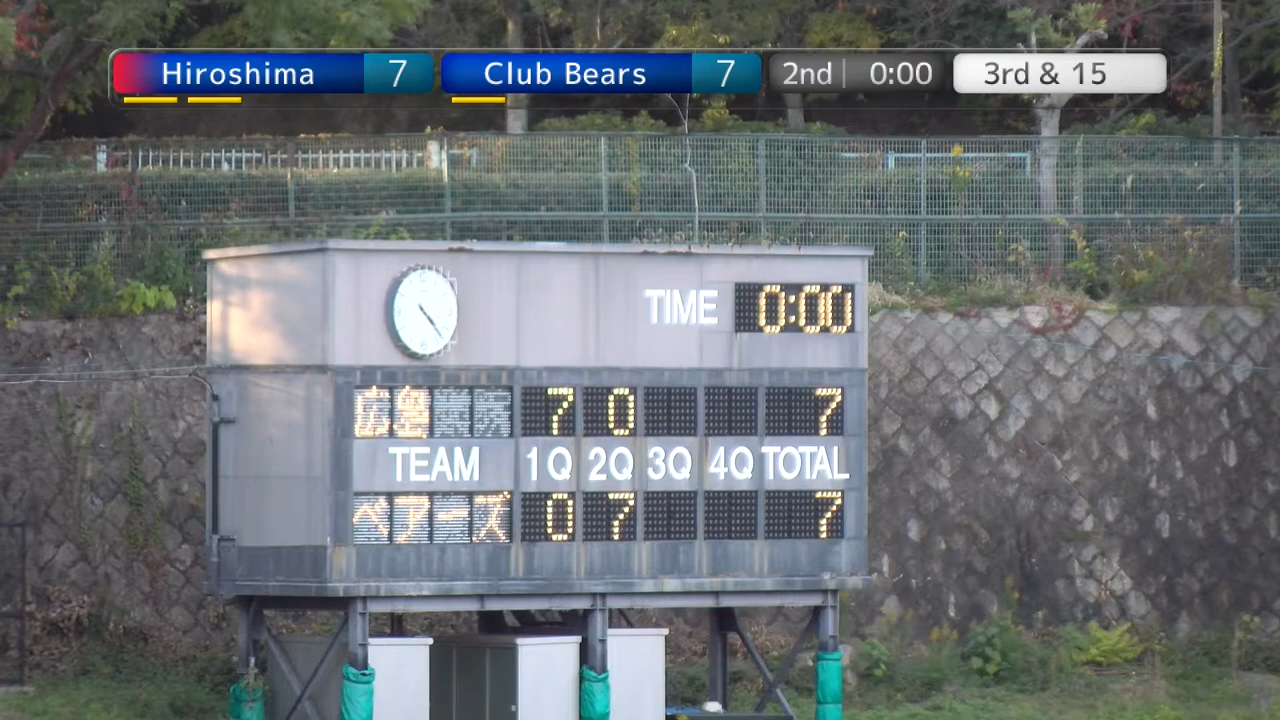 Hiroshima 7 Club Bears 7 2nd 0:00 3rd & 15
TIME 0:00
広島 7 0 7
TEAM 1Q 2Q 3Q 4Q TOTAL
ベアーズ 0 7 7